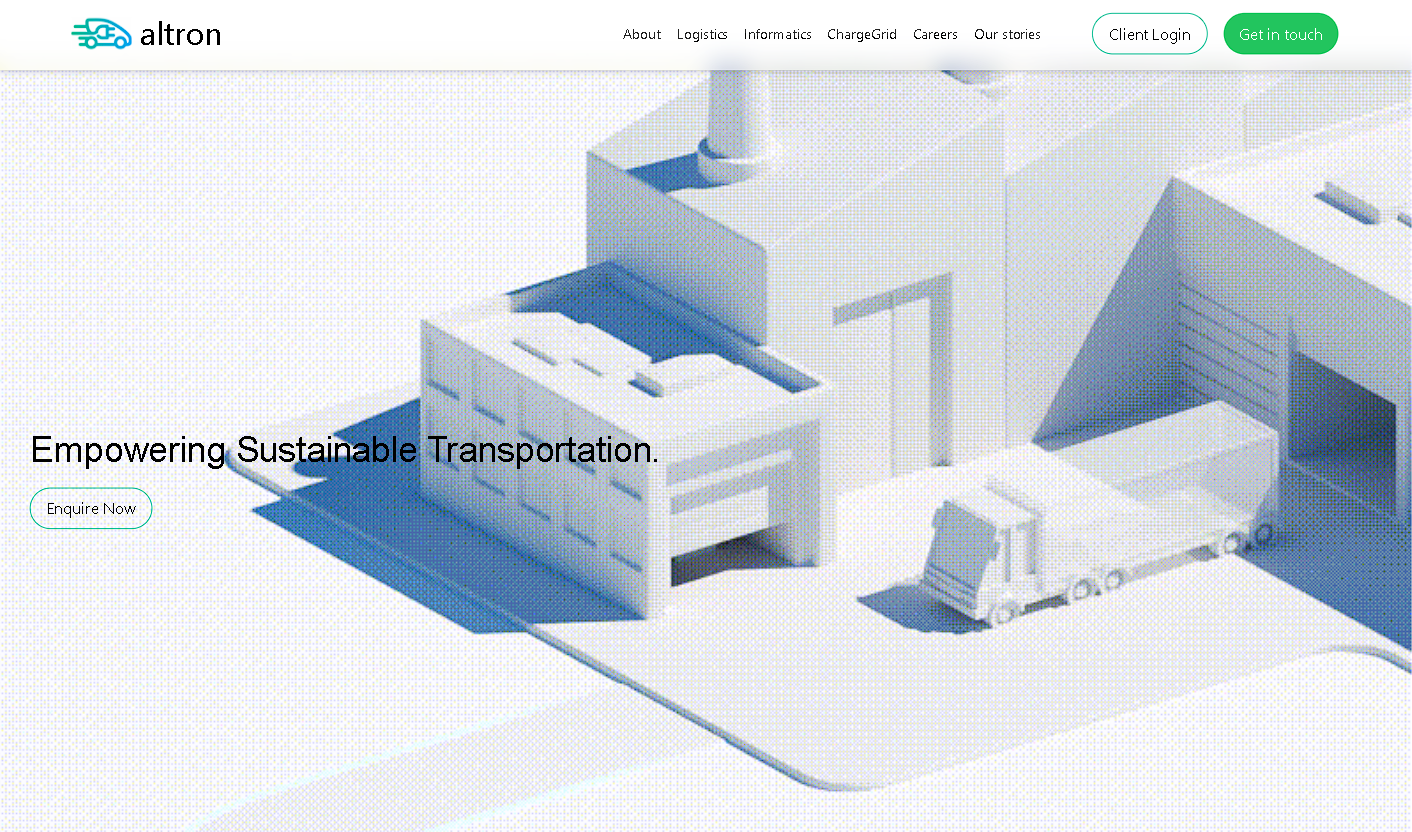 altron
About Logistics Informatics ChargeGrid Careers Our stories Client Login Get in touch
Empowering Sustainable Transportation.
Enquire Now